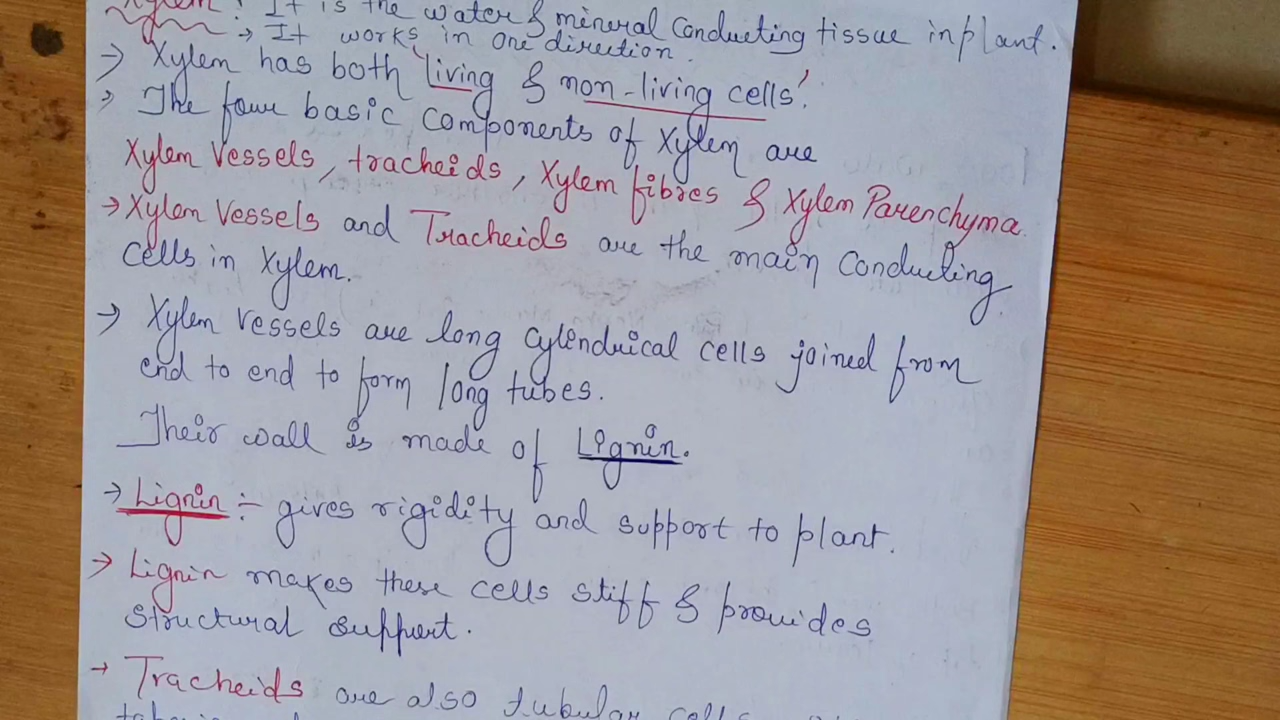 Xylem: It is the water & mineral conducting tissue in plant.
→ It works in one direction.
→ Xylem has both living & non-living cells.
→ The four basic components of Xylem are
Xylem Vessels, tracheids, Xylem fibres & Xylem Parenchyma
→ Xylem Vessels and Tracheids are the main conducting
cells in Xylem.
→ Xylem vessels are long cylindrical cells joined from
end to end to form long tubes.
Their wall is made of Lignin.
→ Lignin :- gives rigidity and support to plant.
→ Lignin makes these cells stiff & provides
structural support.
→ Tracheids are also tubular cells